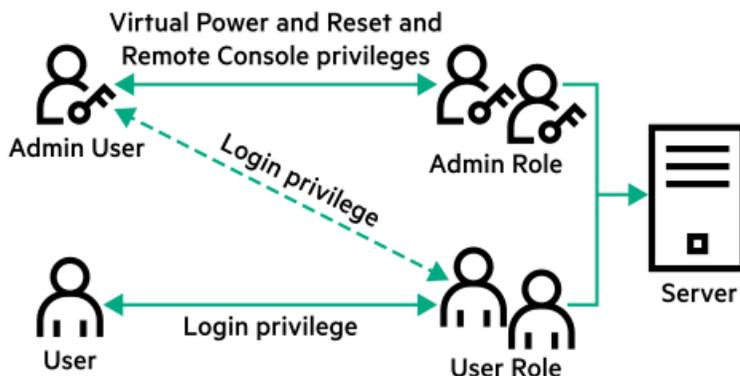 Virtual Power and Reset and
Remote Console privileges
Admin User
Admin Role
Login privilege
Server
Login privilege
User
User Role